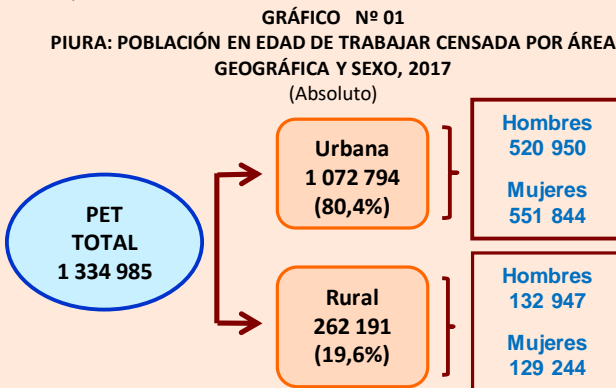 GRÁFICO Nº 01
PIURA: POBLACIÓN EN EDAD DE TRABAJAR CENSADA POR ÁREA
GEOGRÁFICA Y SEXO, 2017
(Absoluto)
PET
TOTAL
1 334 985
Urbana
1 072 794
(80,4%)
Hombres
520 950
Mujeres
551 844
Rural
262 191
(19,6%)
Hombres
132 947
Mujeres
129 244